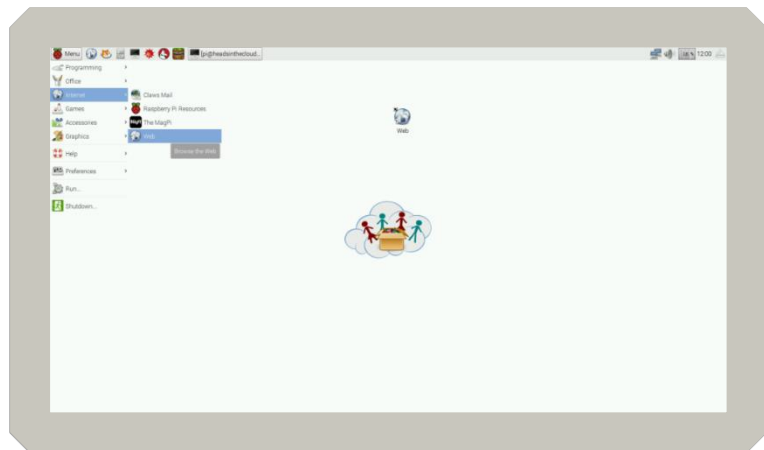 Menu
[pi@headsinthecloud...
12:00
Programming
Office
Internet
Claws Mail
Games
Raspberry Pi Resources
Accessories
The MagPi
Graphics
Web
Browse the Web
Help
Preferences
Run...
Shutdown...
Web